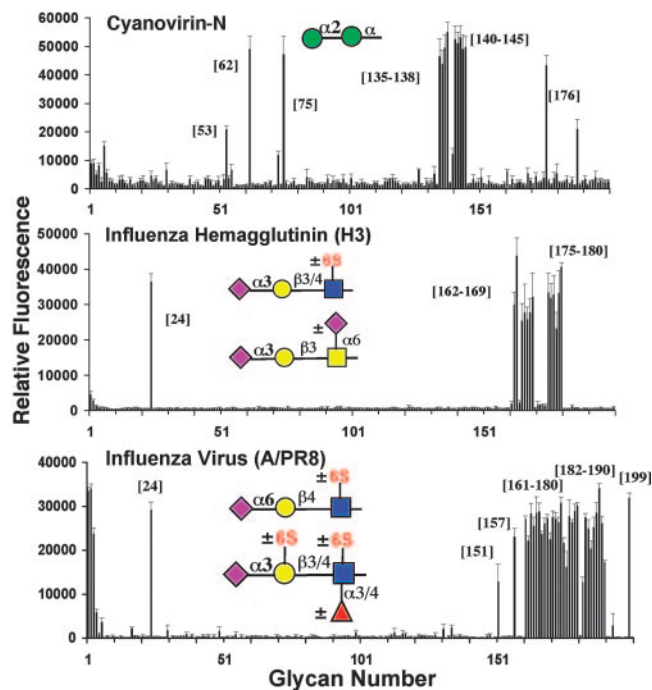 Relative Fluorescence
Cyanovirin-N
α2 α
60000
50000
40000
30000
20000
10000
0
[53]
[62]
[75]
[135-138]
[140-145]
[176]
1 51 101 151
Influenza Hemagglutinin (H3)
50000
40000
30000
20000
10000
0
[24]
± 6S
α3 β3/4
±
α3 β3 α6
[162-169]
[175-180]
1 51 101 151
Influenza Virus (A/PR8)
40000
30000
20000
10000
0
[24]
± 6S
α6 β4
± 6S ± 6S
α3 β3/4
α3/4
±
[151]
[157]
[161-180]
[182-190]
[199]
1 51 101 151
Glycan Number